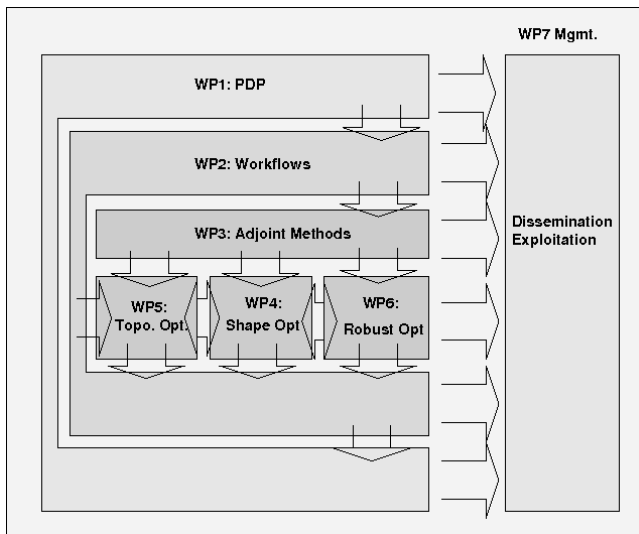 WP7 Mgmt.
WP1: PDP
WP2: Workflows
WP3: Adjoint Methods
Dissemination
Exploitation
WP5:
Topo. Opt.
WP4:
Shape Opt
WP6:
Robust Opt